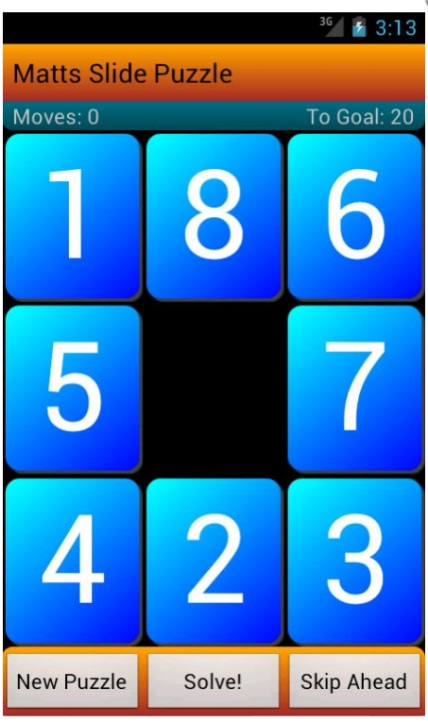 3G 3:13
Matts Slide Puzzle
Moves: 0 To Goal: 20
1 8 6
5 7
4 2 3
New Puzzle Solve! Skip Ahead